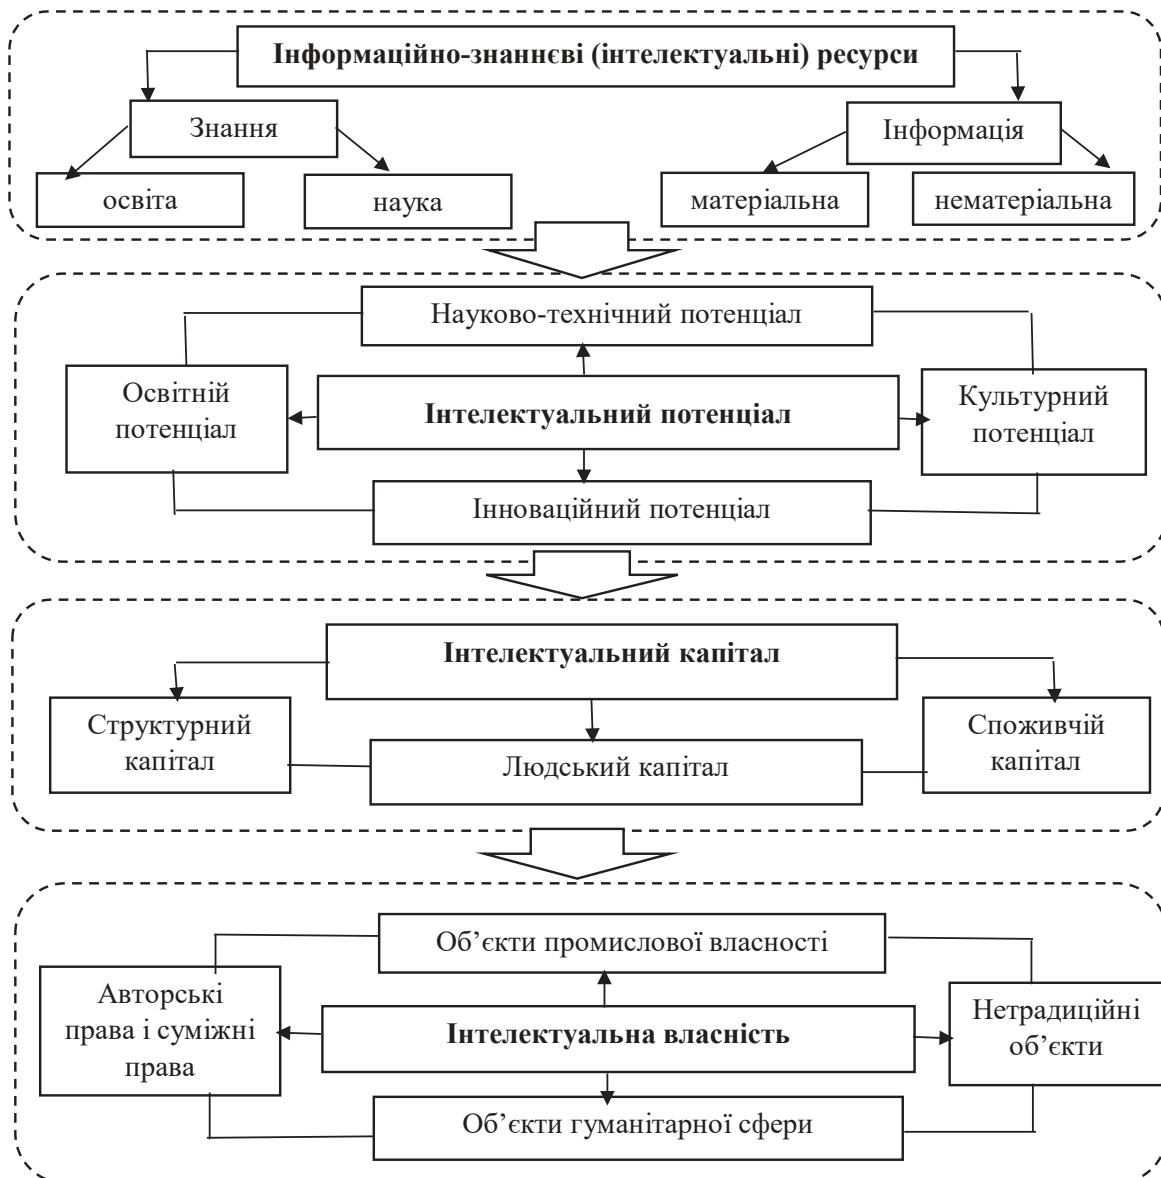 Інформаційно-знаннєві (інтелектуальні) ресурси
Знання
Інформація
освіта
наука
матеріальна
нематеріальна
Науково-технічний потенціал
Освітній
потенціал
Інтелектуальний потенціал
Культурний
потенціал
Інноваційний потенціал
Інтелектуальний капітал
Структурний
капітал
Людський капітал
Споживчій
капітал
Об’єкти промислової власності
Авторські
права і суміжні
права
Інтелектуальна власність
Нетрадиційні
об’єкти
Об’єкти гуманітарної сфери